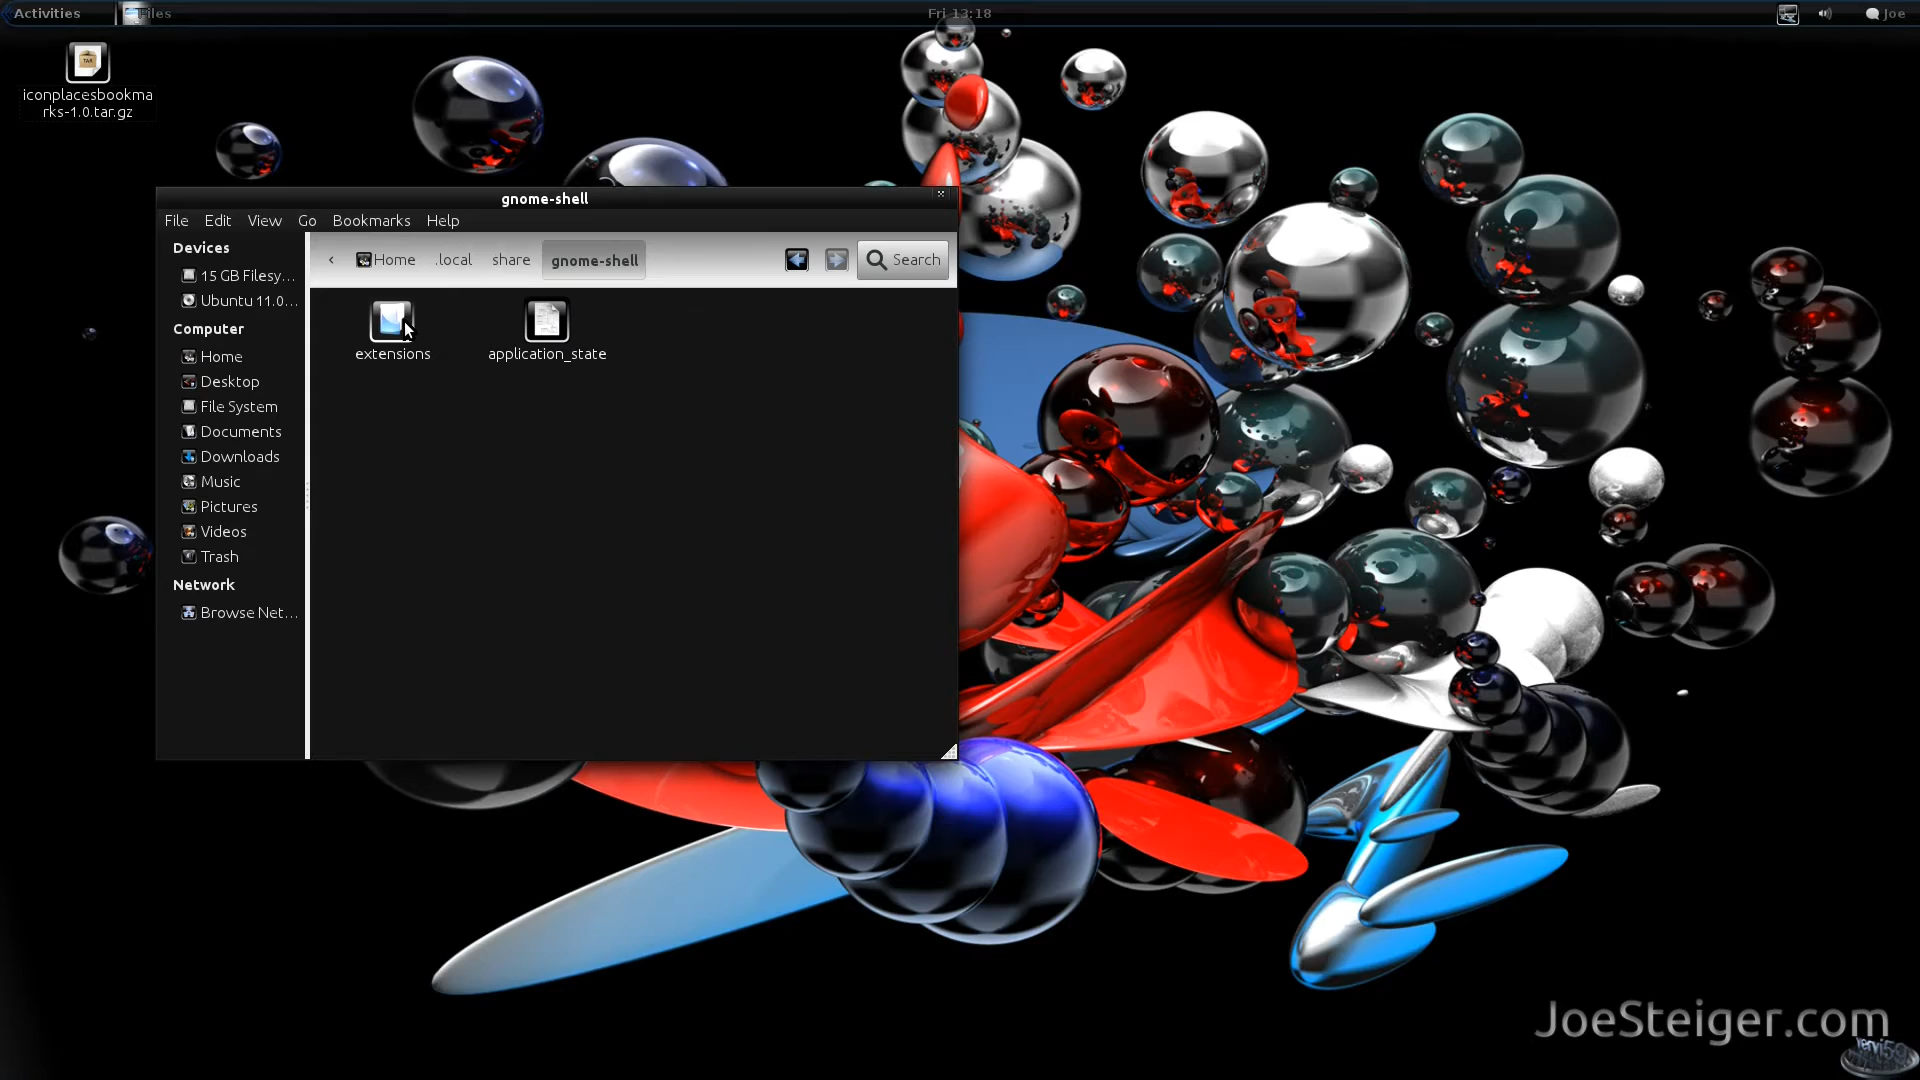 Activities Files Fri 13:18 Joe
TAR
iconplacesbookma
rks-1.0.tar.gz
gnome-shell
File Edit View Go Bookmarks Help
Devices
15 GB Filesy...
Ubuntu 11.0...
Computer
Home
Desktop
File System
Documents
Downloads
Music
Pictures
Videos
Trash
Network
Browse Net...
‹ Home .local share gnome-shell Search
extensions application_state
JoeSteiger.com